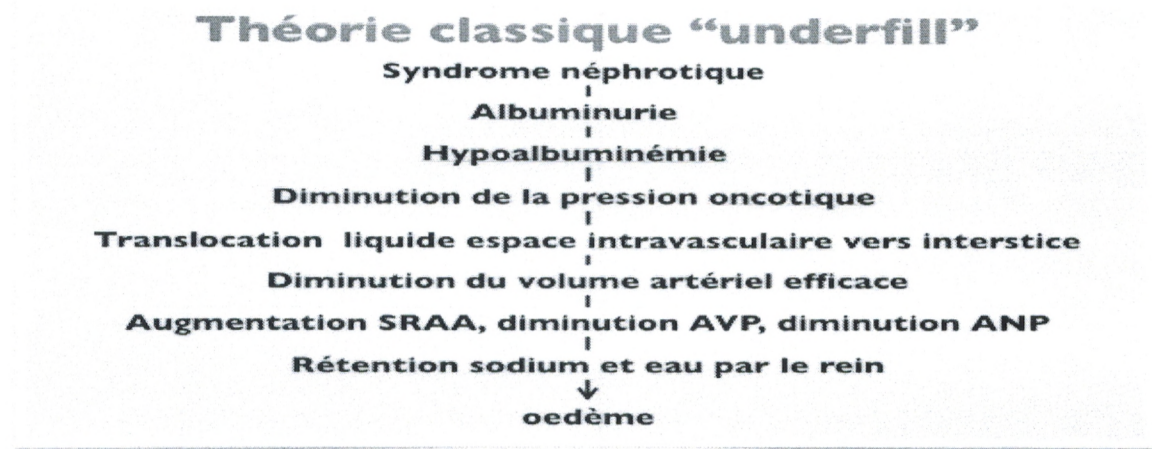 Théorie classique “underfill”
Syndrome néphrotique
Albuminurie
Hypoalbuminémie
Diminution de la pression oncotique
Translocation liquide espace intravasculaire vers interstice
Diminution du volume artériel efficace
Augmentation SRAA, diminution AVP, diminution ANP
Rétention sodium et eau par le rein
oedème